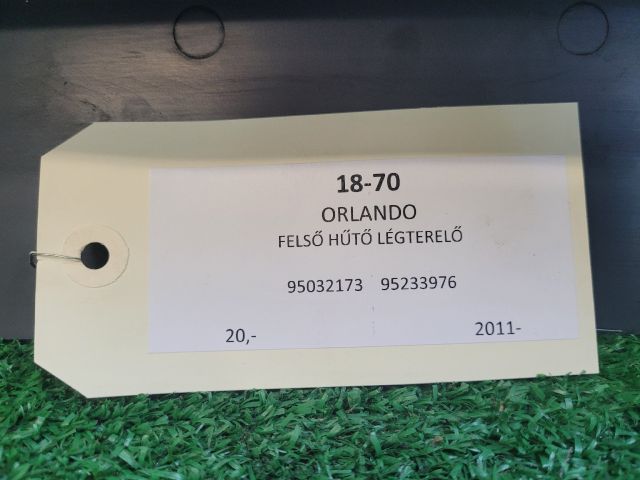 18-70
ORLANDO
FELSŐ HŰTŐ LÉGTERELŐ
95032173 95233976
20,- 2011-